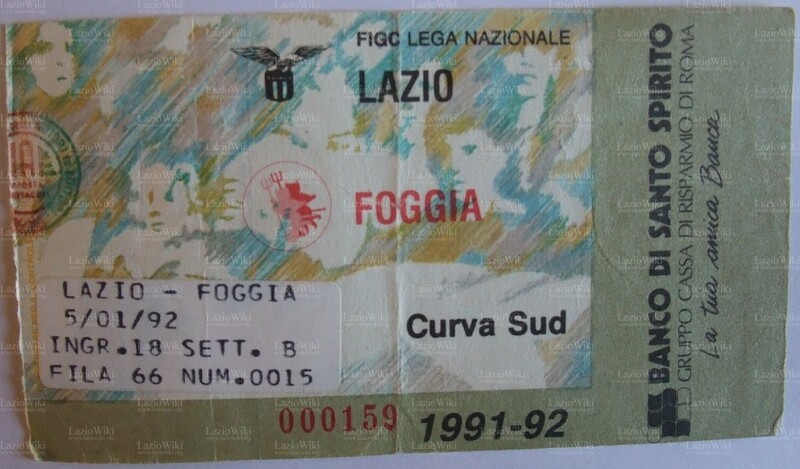 FIGC LEGA NAZIONALE
LAZIO
FOGGIA
LAZIO - FOGGIA
5/01/92
INGR.18 SETT. B
FILA 66 NUM.0015
Curva Sud
000159
1991-92
BANCO DI SANTO SPIRITO
GRUPPO CASSA DI RISPARMIO DI ROMA
La tua amica Banca
LazioWiki